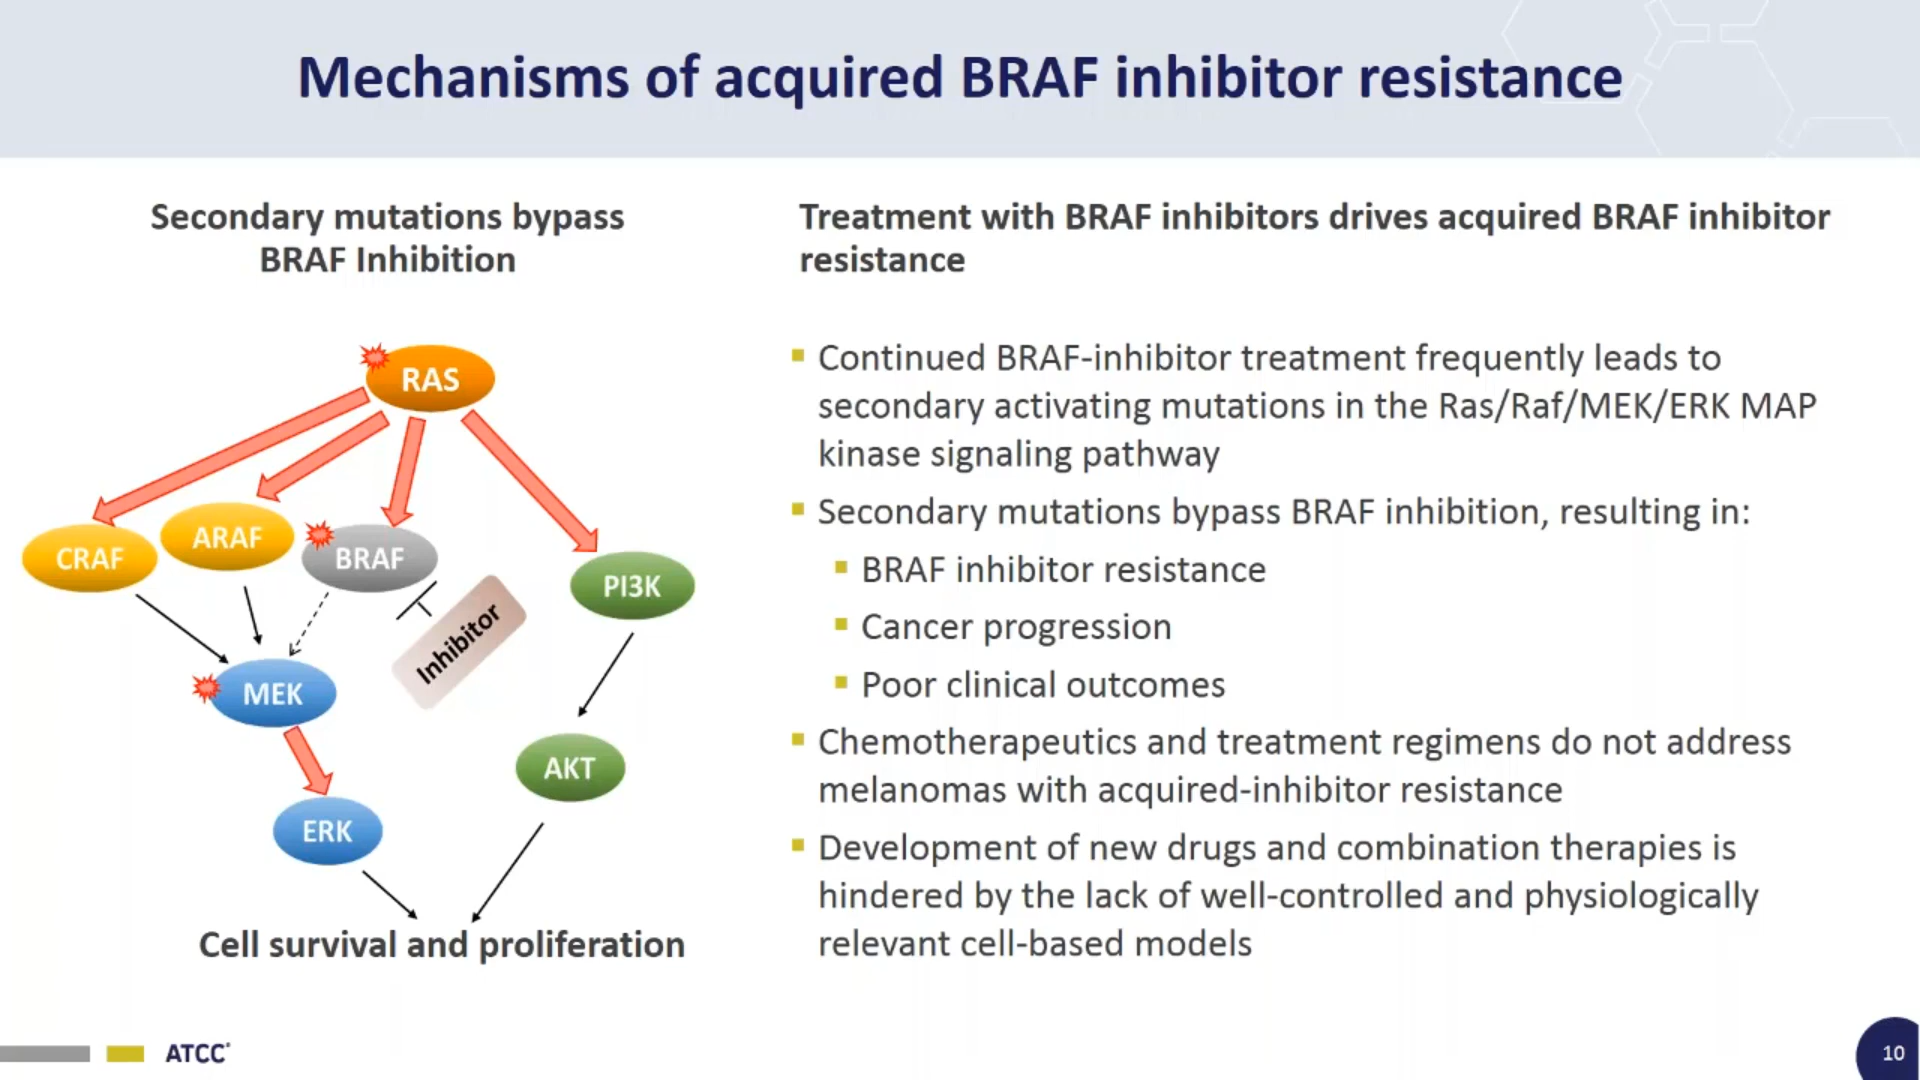 Mechanisms of acquired BRAF inhibitor resistance
Secondary mutations bypass
BRAF Inhibition
RAS
CRAF
ARAF
BRAF
PI3K
Inhibitor
MEK
AKT
ERK
Cell survival and proliferation
Treatment with BRAF inhibitors drives acquired BRAF inhibitor
resistance
Continued BRAF-inhibitor treatment frequently leads to
secondary activating mutations in the Ras/Raf/MEK/ERK MAP
kinase signaling pathway
Secondary mutations bypass BRAF inhibition, resulting in:
BRAF inhibitor resistance
Cancer progression
Poor clinical outcomes
Chemotherapeutics and treatment regimens do not address
melanomas with acquired-inhibitor resistance
Development of new drugs and combination therapies is
hindered by the lack of well-controlled and physiologically
relevant cell-based models
ATCC®
10